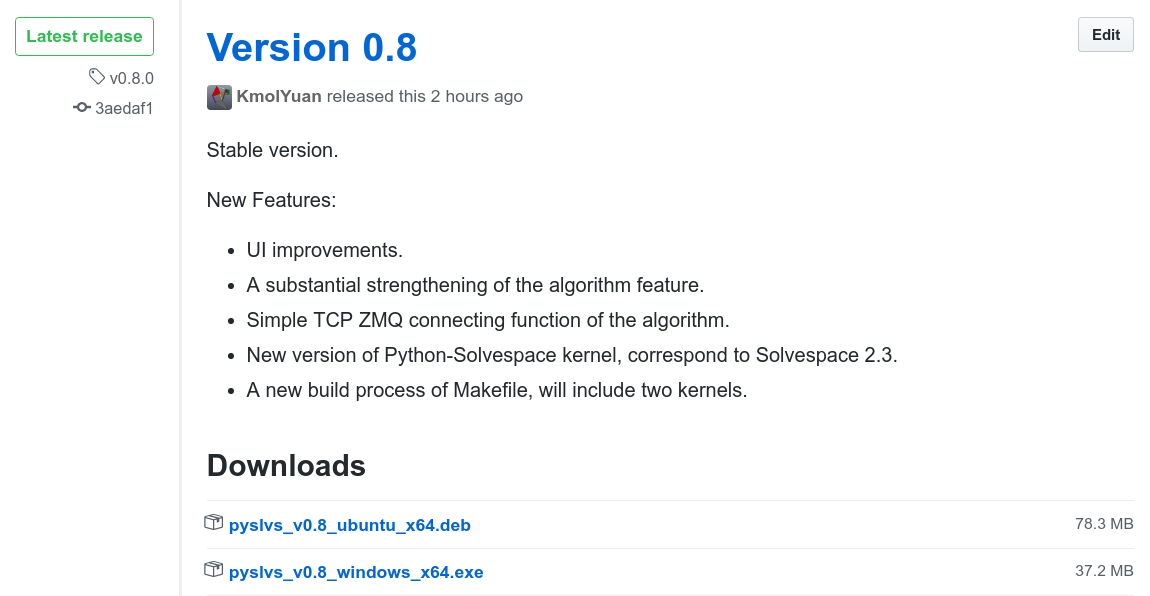 Latest release
v0.8.0
3aedaf1
Version 0.8
Edit
KmolYuan released this 2 hours ago
Stable version.
New Features:
UI improvements.
A substantial strengthening of the algorithm feature.
Simple TCP ZMQ connecting function of the algorithm.
New version of Python-Solvespace kernel, correspond to Solvespace 2.3.
A new build process of Makefile, will include two kernels.
Downloads
pyslvs_v0.8_ubuntu_x64.deb 78.3 MB
pyslvs_v0.8_windows_x64.exe 37.2 MB